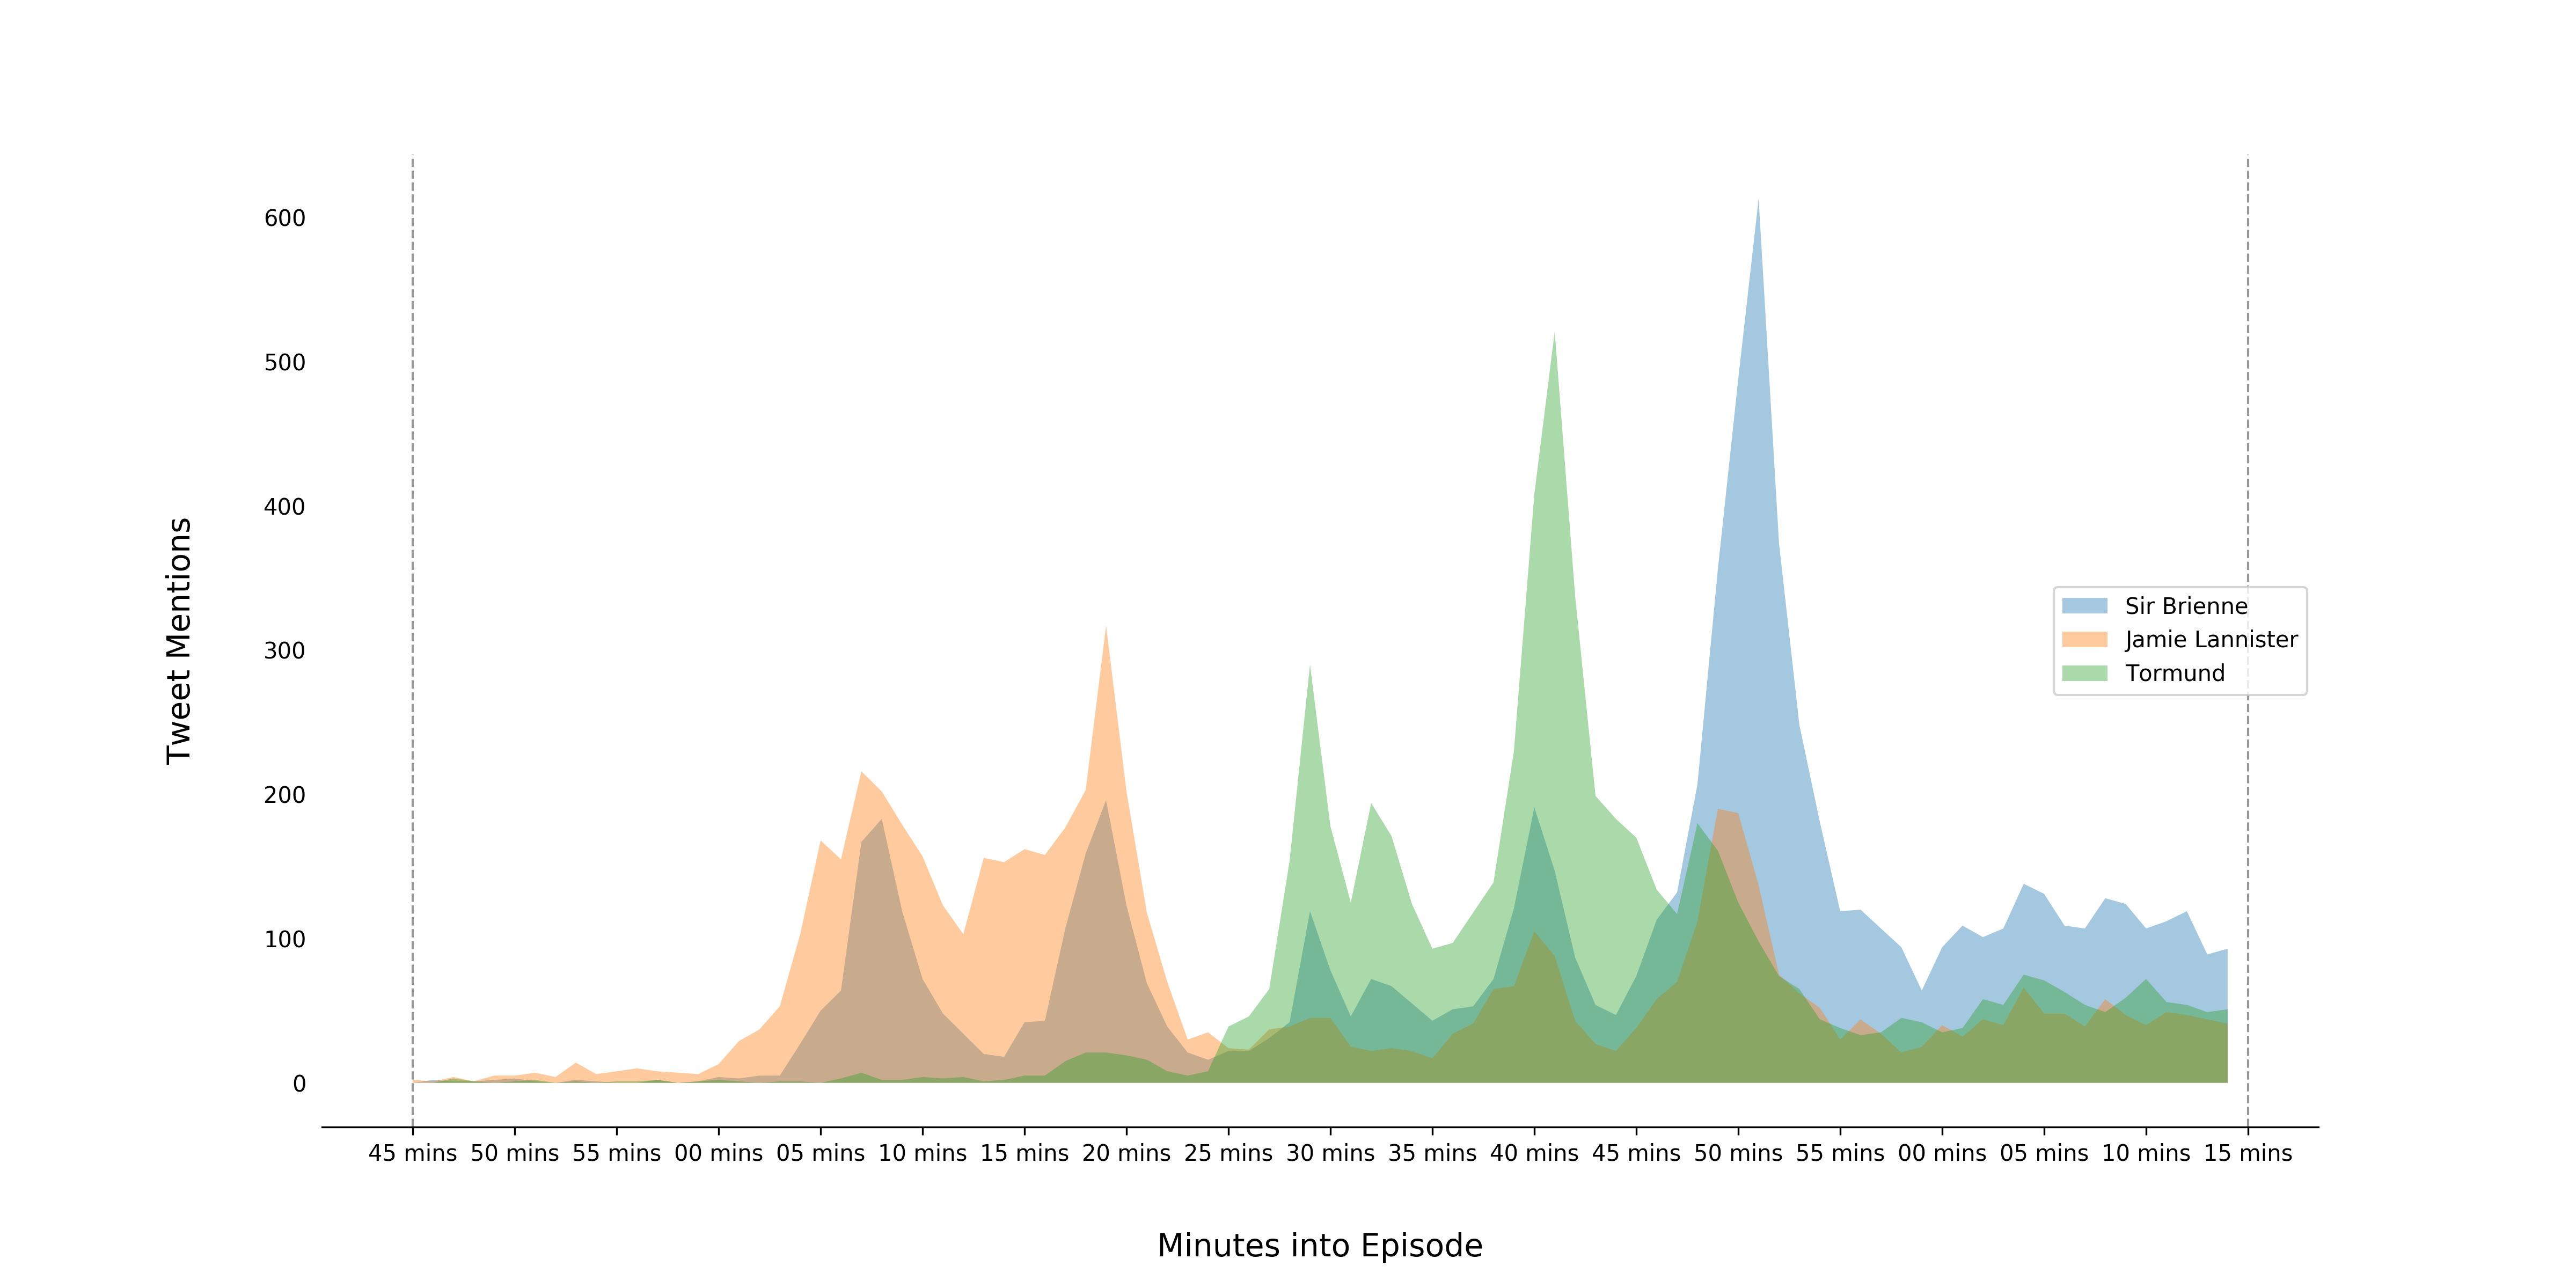 Tweet Mentions
600
500
400
300
200
100
0
Sir Brienne
Jamie Lannister
Tormund
45 mins 50 mins 55 mins 00 mins 05 mins 10 mins 15 mins 20 mins 25 mins 30 mins 35 mins 40 mins 45 mins 50 mins 55 mins 00 mins 05 mins 10 mins 15 mins
Minutes into Episode